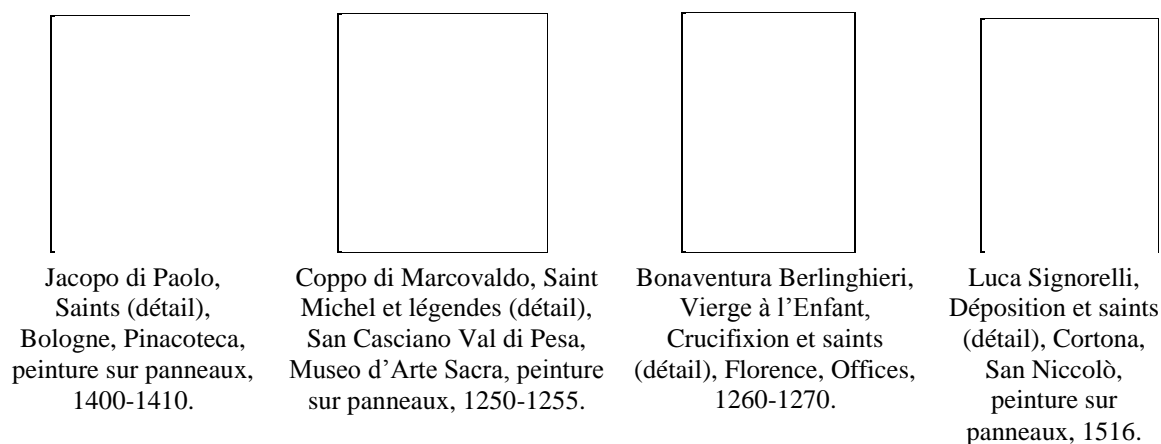 Jacopo di Paolo,
Saints (détail),
Bologne, Pinacoteca,
peinture sur panneaux,
1400-1410.
Coppo di Marcovaldo, Saint
Michel et légendes (détail),
San Casciano Val di Pesa,
Museo d’Arte Sacra, peinture
sur panneaux, 1250-1255.
Bonaventura Berlinghieri,
Vierge à l’Enfant,
Crucifixion et saints
(détail), Florence, Offices,
1260-1270.
Luca Signorelli,
Déposition et saints
(détail), Cortona,
San Niccolò,
peinture sur
panneaux, 1516.